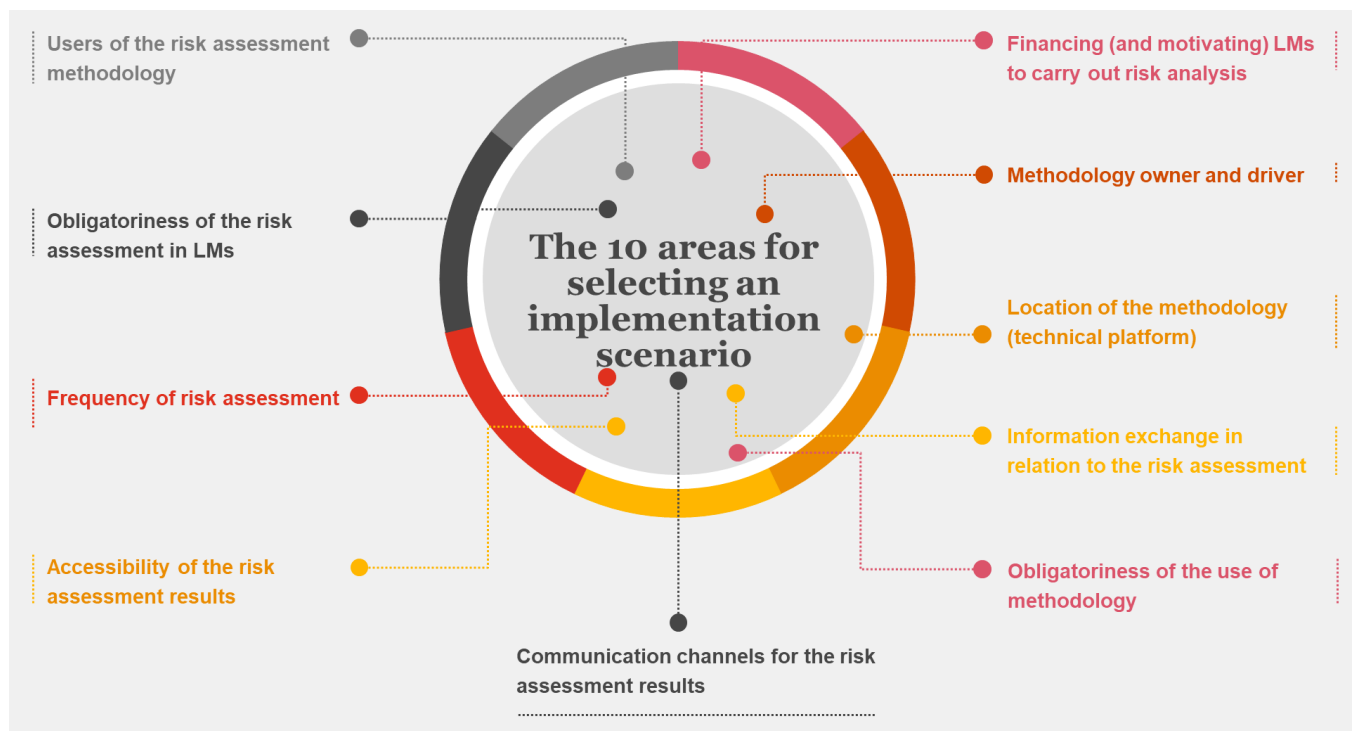 Users of the risk assessment
methodology
Obligatoriness of the risk
assessment in LMs
Frequency of risk assessment
Accessibility of the risk
assessment results
The 10 areas for
selecting an
implementation
scenario
Financing (and motivating) LMs
to carry out risk analysis
Methodology owner and driver
Location of the methodology
(technical platform)
Information exchange in
relation to the risk assessment
Obligatoriness of the use of
methodology
Communication channels for the risk
assessment results